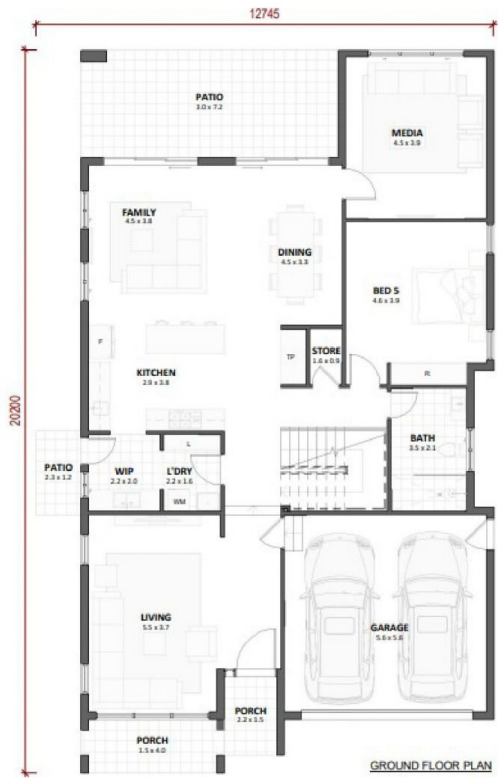 12745
20200
PATIO
3.0 x 7.2
MEDIA
4.5 x 3.9
FAMILY
4.5 x 3.8
DINING
4.5 x 3.3
BED 5
4.6 x 3.9
F
TP
STORE
1.6 x 0.9
KITCHEN
2.9 x 3.8
R
BATH
3.5 x 2.1
PATIO
2.3 x 1.2
WIP
2.2 x 2.0
L
L'DRY
2.2 x 1.6
WM
LIVING
5.5 x 3.7
GARAGE
5.6 x 5.6
PORCH
2.2 x 1.5
PORCH
1.5 x 4.0
GROUND FLOOR PLAN